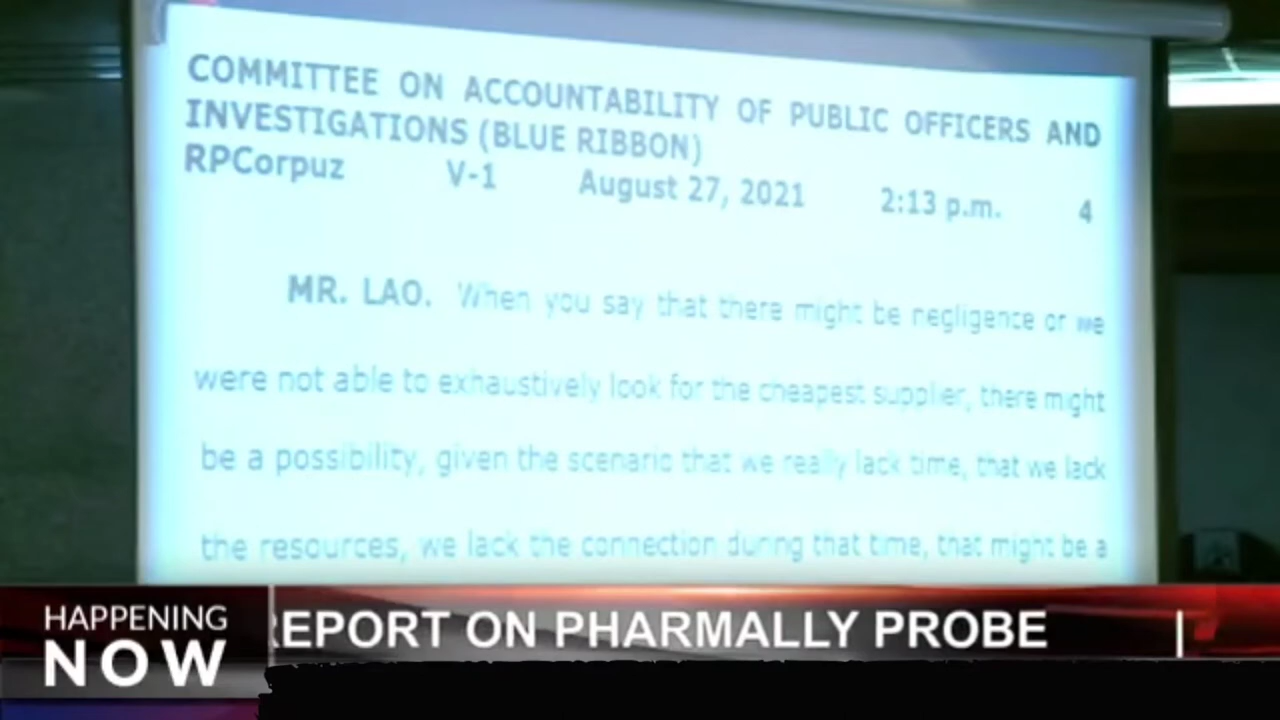 COMMITTEE ON ACCOUNTABILITY OF PUBLIC OFFICERS AND
INVESTIGATIONS (BLUE RIBBON)
RPCorpuz V-1 August 27, 2021 2:13 p.m. 4
MR. LAO. When you say that there might be negligence or we
were not able to exhaustively look for the cheapest supplier, there might
be a possibility, given the scenario that we really lack time, that we lack
the resources, we lack the connection during that time, that might be a
HAPPENING
NOW
EPORT ON PHARMALLY PROBE |